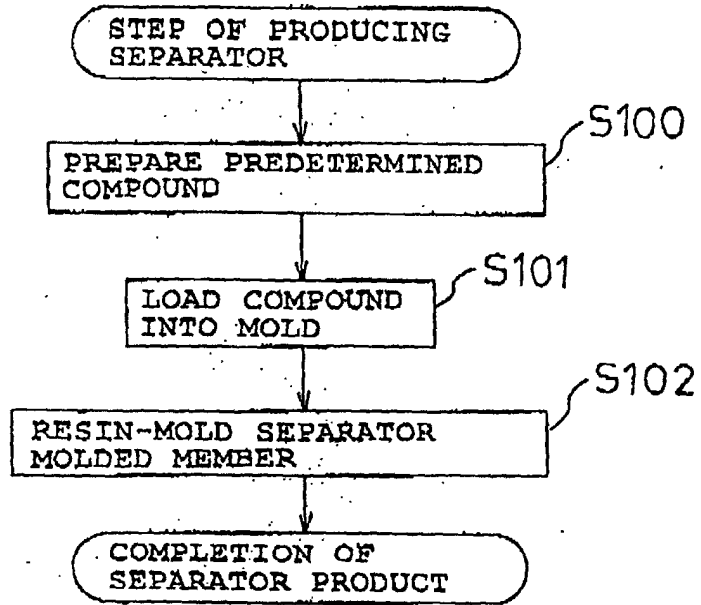 STEP OF PRODUCING
SEPARATOR
S100
PREPARE PREDETERMINED
COMPOUND
S101
LOAD COMPOUND
INTO MOLD
S102
RESIN-MOLD SEPARATOR
MOLDED MEMBER
COMPLETION OF
SEPARATOR PRODUCT